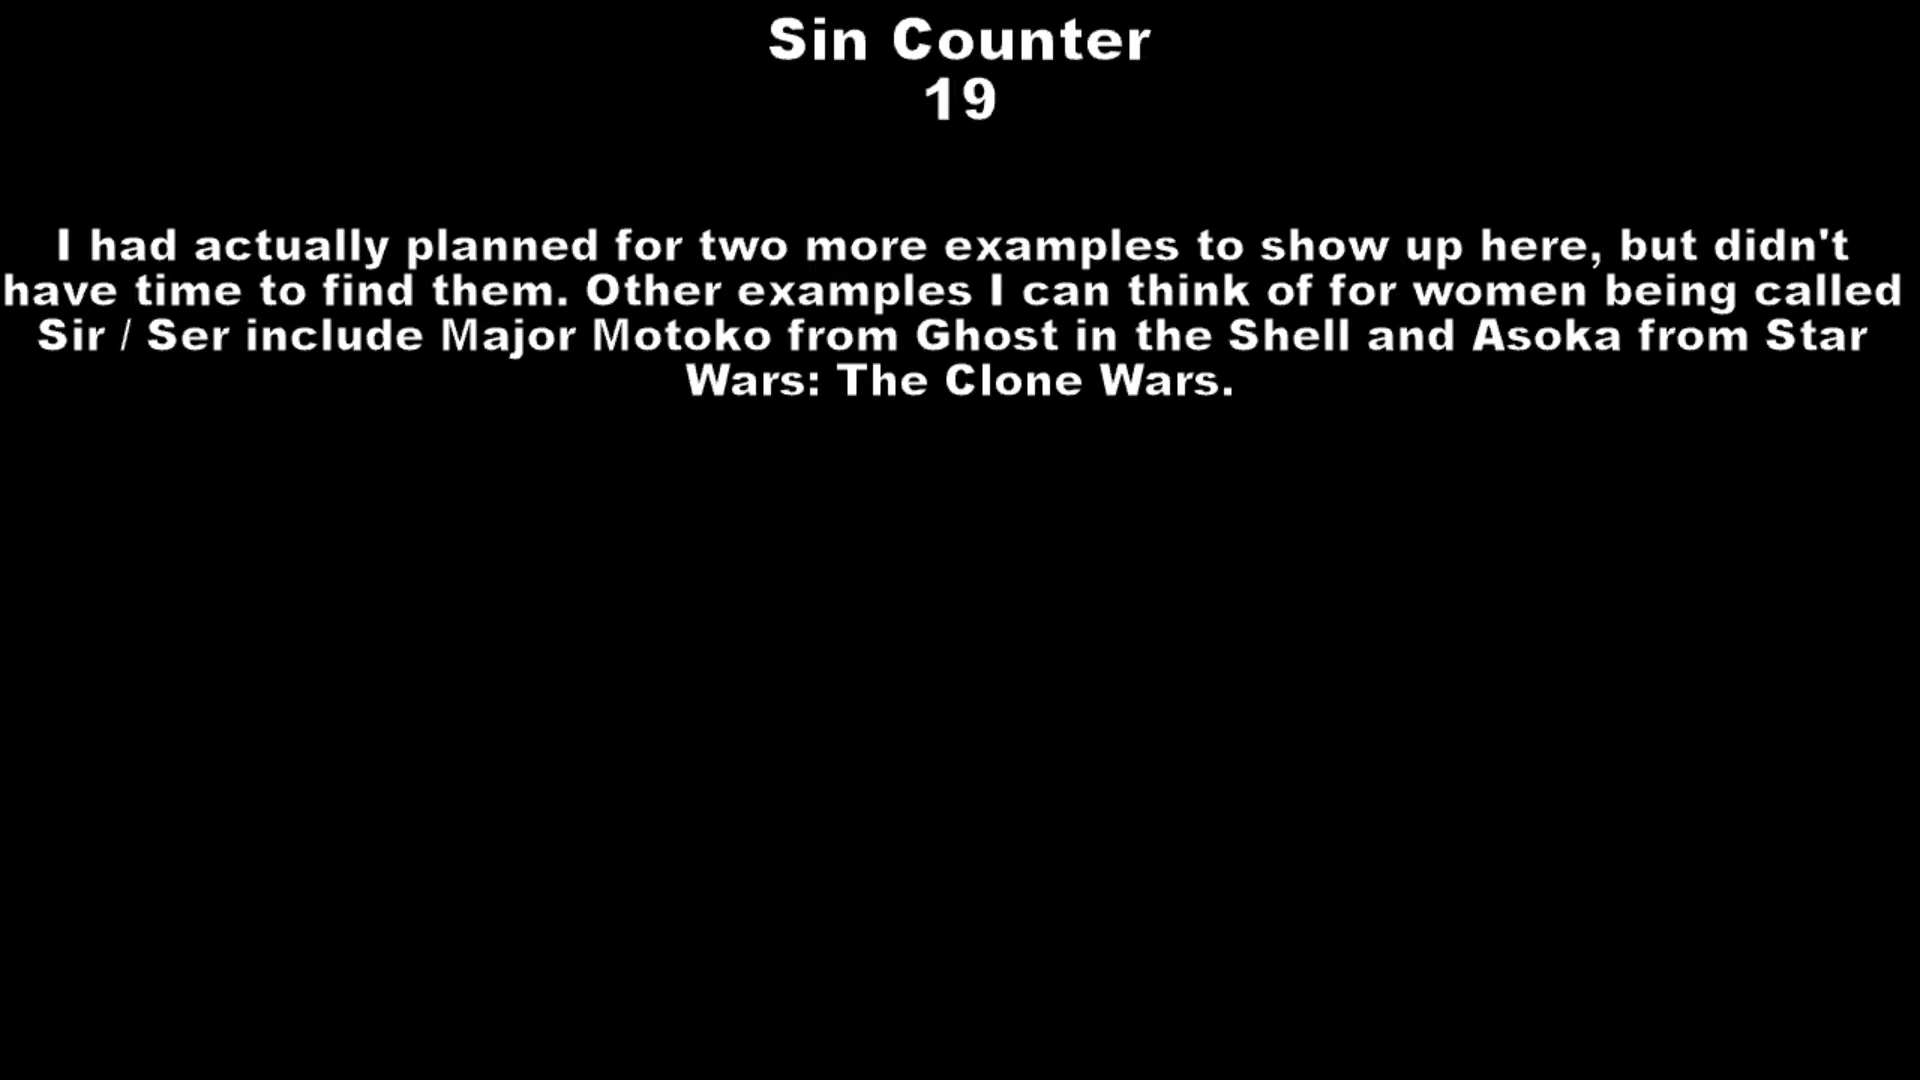 Sin Counter
19
I had actually planned for two more examples to show up here, but didn't
have time to find them. Other examples I can think of for women being called
Sir / Ser include Major Motoko from Ghost in the Shell and Asoka from Star
Wars: The Clone Wars.